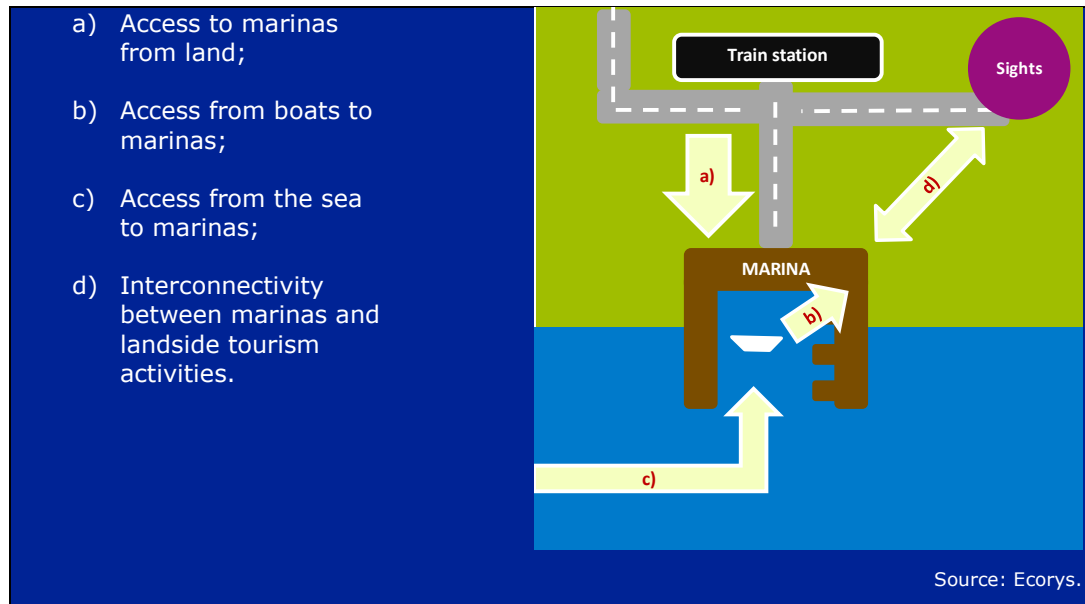 a) Access to marinas
from land;
b) Access from boats to
marinas;
c) Access from the sea
to marinas;
d) Interconnectivity
between marinas and
landside tourism
activities.
Train station
Sights
a)
d)
MARINA
b)
c)
Source: Ecorys.